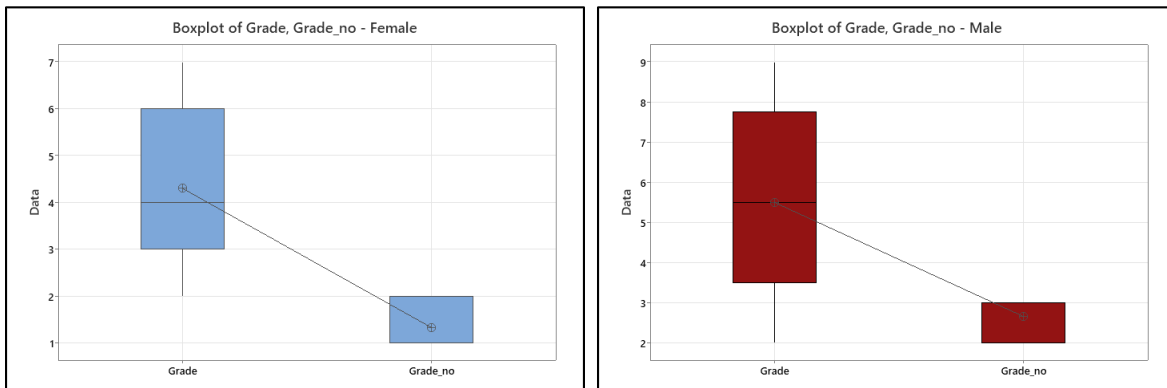 Boxplot of Grade, Grade_no - Female
7
6
5
4
3
2
1
Data
Grade
Grade_no
Boxplot of Grade, Grade_no - Male
9
8
7
6
5
4
3
2
Data
Grade
Grade_no